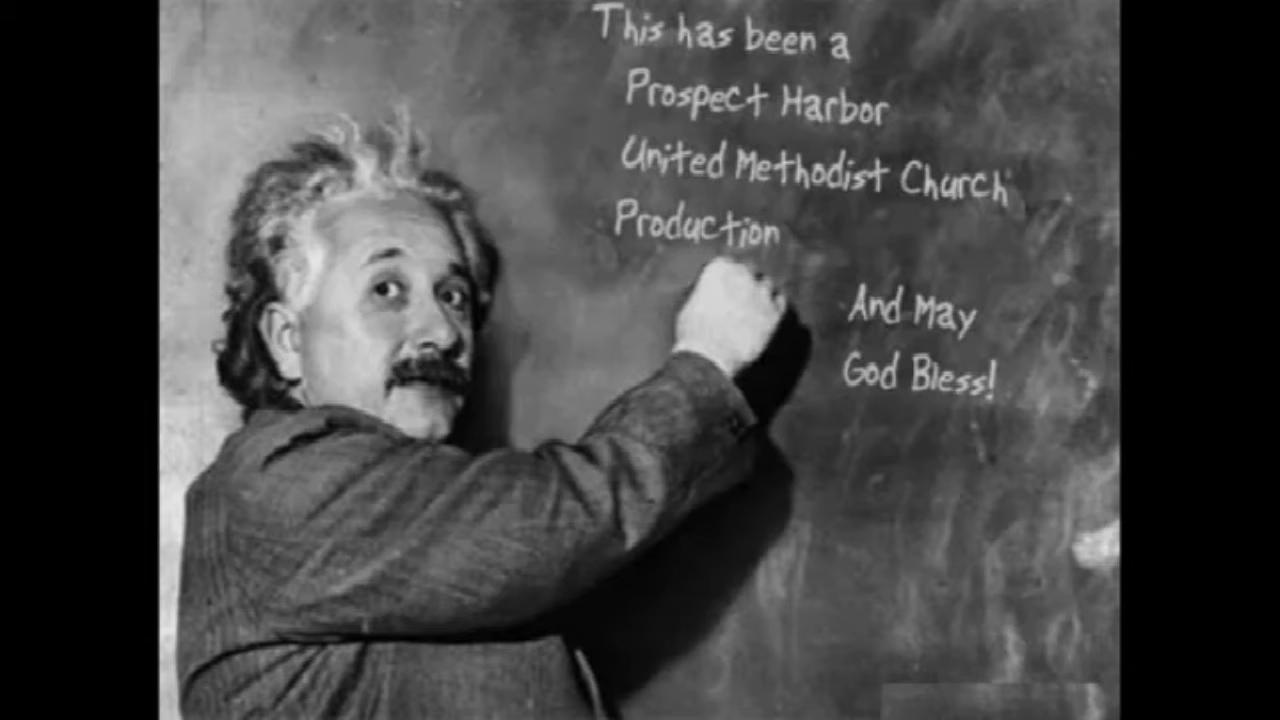 This has been a
Prospect Harbor
United Methodist Church
Production
And May
God Bless!